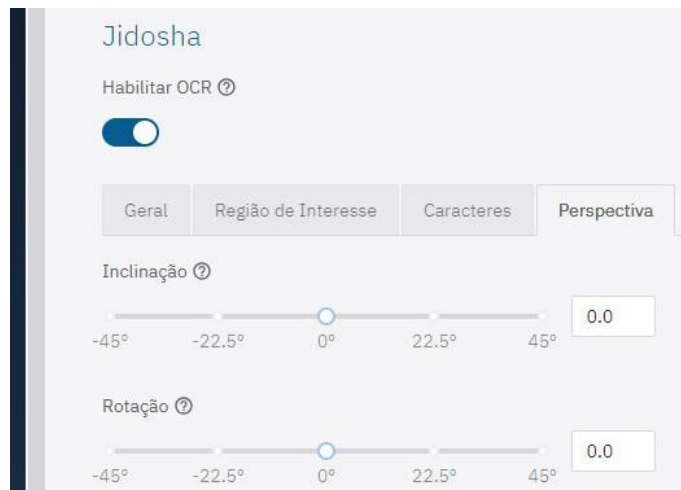 Jidosha
Habilitar OCR ?
Geral Região de Interesse Caracteres Perspectiva
Inclinação ?
0.0
-45° -22.5° 0° 22.5° 45°
Rotação ?
0.0
-45° -22.5° 0° 22.5° 45°